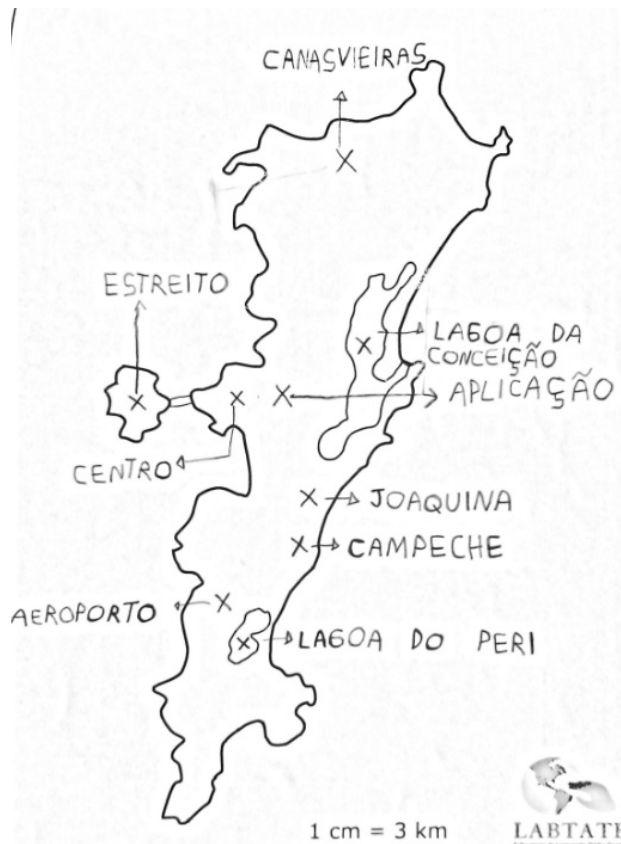 CANASVIEIRAS
ESTREITO
LAGOA DA
CONCEIÇÃO
APLICAÇÃO
CENTRO
JOAQUINA
CAMPECHE
AEROPORTO
LAGOA DO PERI
1 cm = 3 km
LABTATE